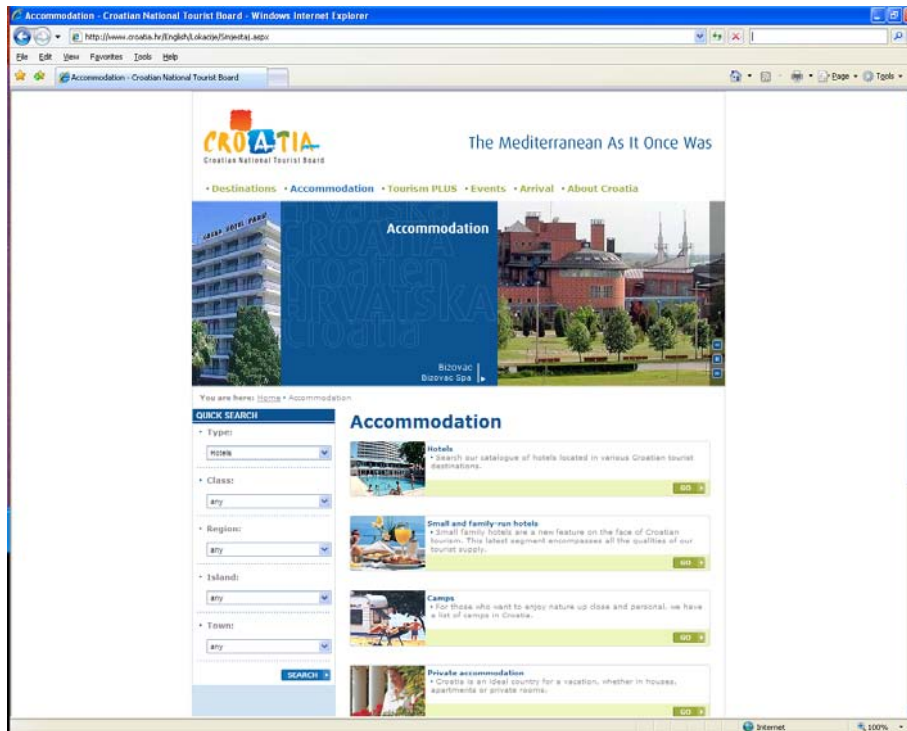 Accommodation - Croatian National Tourist Board - Windows Internet Explorer
http://www.croatia.hr/English/Lokacije/Smjestaj.aspx
File Edit View Favorites Tools Help
Accommodation - Croatian National Tourist Board
Page Tools
CROATIA
Croatian National Tourist Board
The Mediterranean As It Once Was
• Destinations • Accommodation • Tourism PLUS • Events • Arrival • About Croatia
GRAND HOTEL PARK
Accommodation
Hrvatska
CROATIA
Kroatien
HRVATSKA
Croatia
Bizovac
Bizovac Spa
You are here: Home • Accommodation
QUICK SEARCH
• Type:
Hotels
• Class:
any
• Region:
any
• Island:
any
• Town:
any
SEARCH
Accommodation
Hotels
• Search our catalogue of hotels located in various Croatian tourist
destinations.
GO
Small and family-run hotels
• Small family hotels are a new feature on the face of Croatian
tourism. This latest segment encompasses all the qualities of our
tourist supply.
GO
Camps
• For those who want to enjoy nature up close and personal, we have
a list of camps in Croatia.
GO
Private accommodation
• Croatia is an ideal country for a vacation, whether in houses,
apartments or private rooms.
GO
Internet
100%